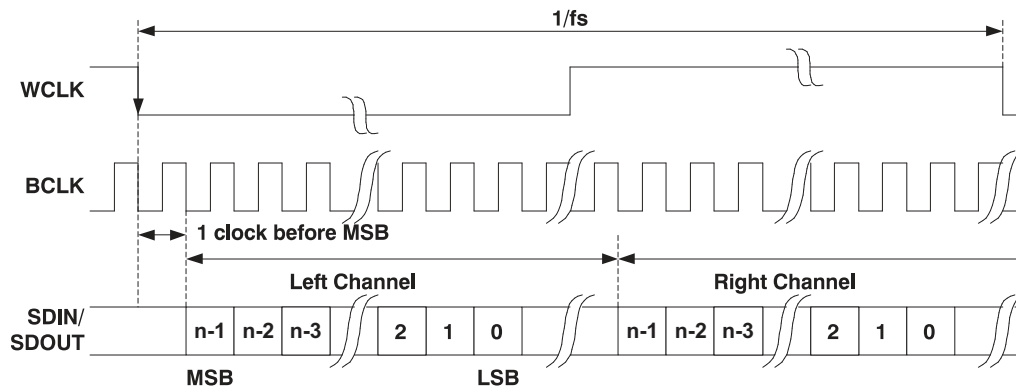 1/fs
WCLK
BCLK
1 clock before MSB
Left Channel
Right Channel
SDIN/
SDOUT
n-1 n-2 n-3 2 1 0 n-1 n-2 n-3 2 1 0
MSB
LSB